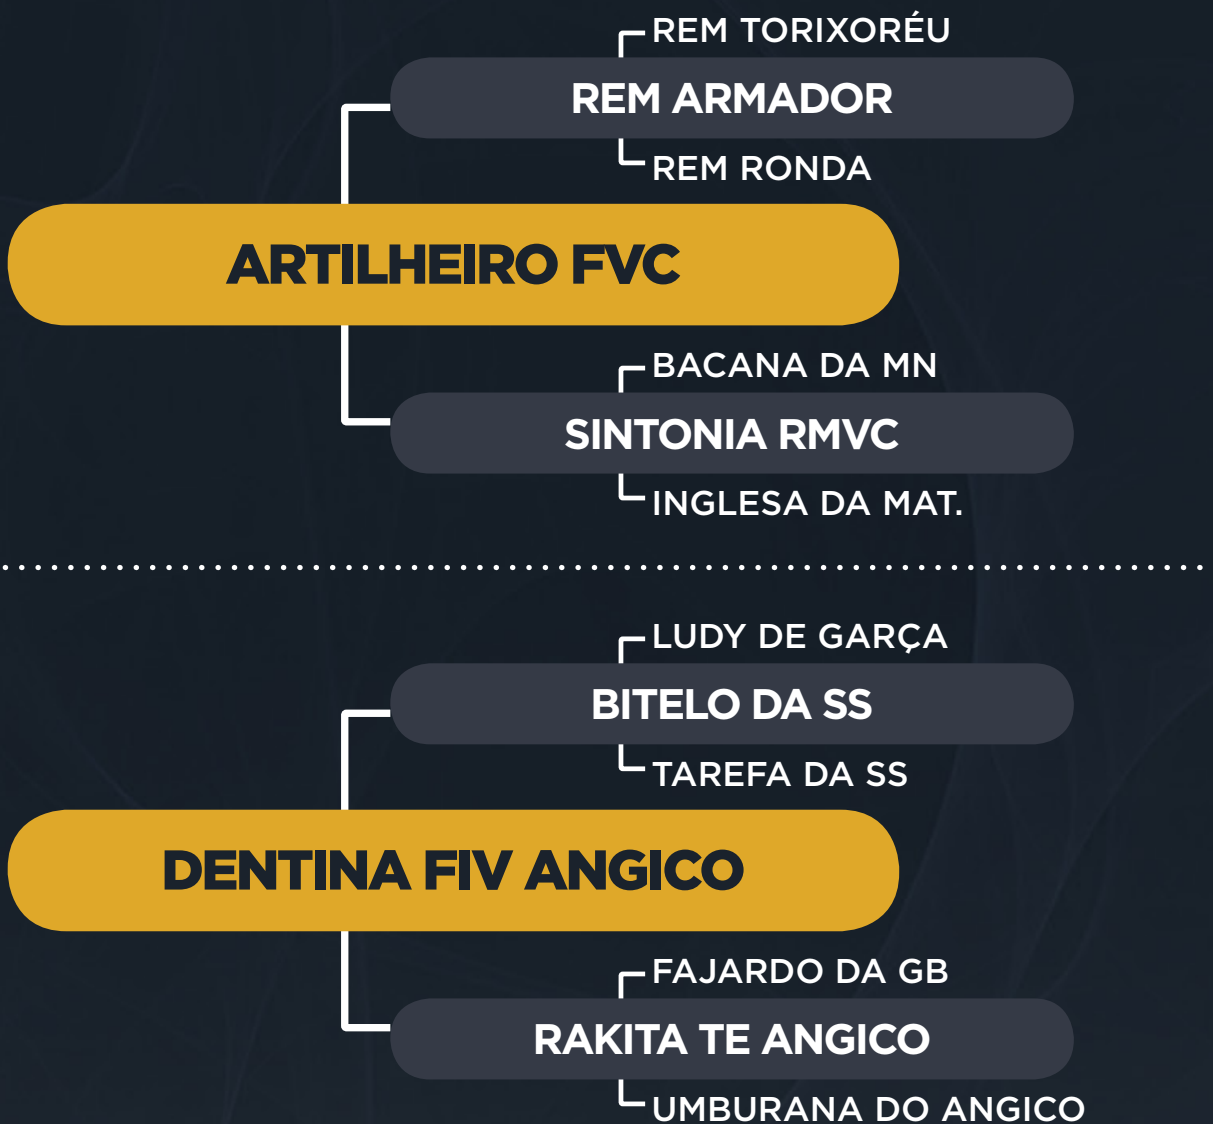 REM TORIXORÉU
REM ARMADOR
REM RONDA
ARTILHEIRO FVC
BACANA DA MN
SINTONIA RMVC
INGLESA DA MAT.
LUDY DE GARÇA
BITELO DA SS
TAREFA DA SS
DENTINA FIV ANGICO
FAJARDO DA GB
RAKITA TE ANGICO
UMBURANA DO ANGICO